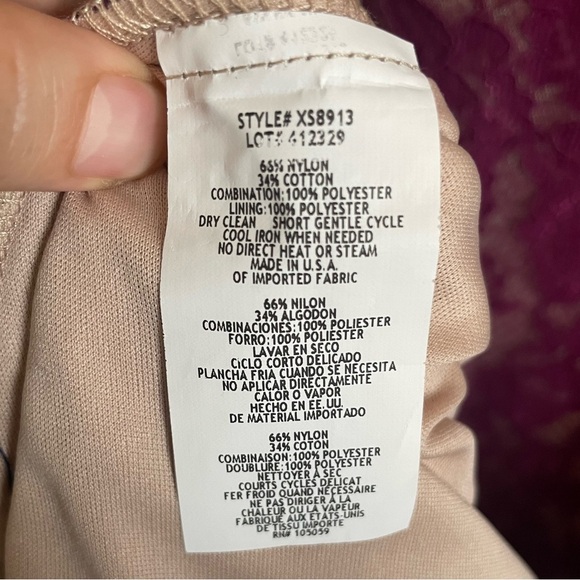 STYLE# XS8913
LOT# 612329
66% NYLON
34% COTTON
COMBINATION:100% POLYESTER
LINING:100% POLYESTER
DRY CLEAN SHORT GENTLE CYCLE
COOL IRON WHEN NEEDED
NO DIRECT HEAT OR STEAM
MADE IN U.S.A.
OF IMPORTED FABRIC
66% NILON
34% ALGODON
COMBINACIONES:100% POLIESTER
FORRO:100% POLIESTER
LAVAR EN SECO
CICLO CORTO DELICADO
PLANCHA FRIA CUANDO SE NECESITA
NO APLICAR DIRECTAMENTE
CALOR O VAPOR
HECHO EN EE.UU.
DE MATERIAL IMPORTADO
66% NYLON
34% COTON
COMBINAISON:100% POLYESTER
DOUBLURE:100% POLYESTER
NETTOYER À SEC
COURTS CYCLES DÉLICAT
FER FROID QUAND NÉCESSAIRE
NE PAS DIRIGER À LA
CHALEUR OU LA VAPEUR
FABRIQUÉ AUX ÉTATS-UNIS
DE TISSU IMPORTE
RN# 105059